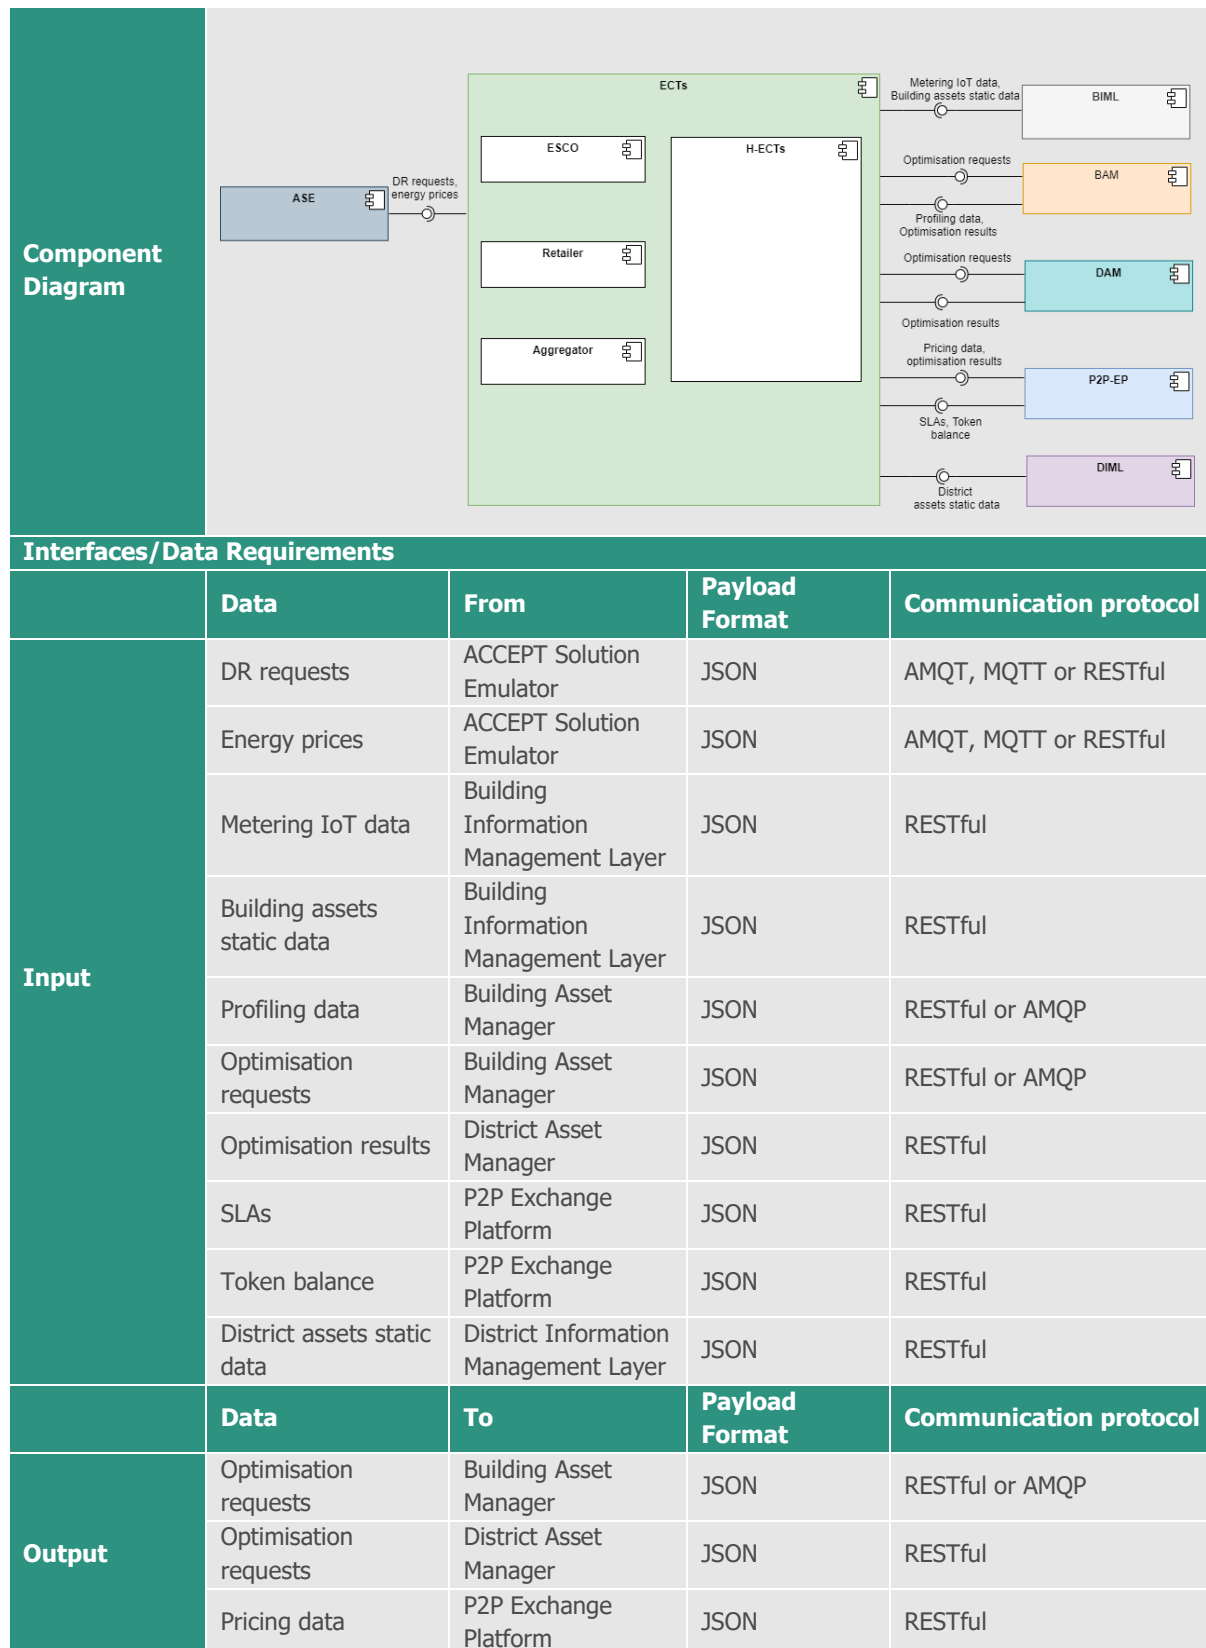 Component
Diagram
ECTs
ESCO
H-ECTs
Retailer
Aggregator
ASE
DR requests,
energy prices
Metering IoT data,
Building assets static data
BIML
Optimisation requests
BAM
Profiling data,
Optimisation results
Optimisation requests
DAM
Optimisation results
Pricing data,
optimisation results
P2P-EP
SLAs, Token
balance
DIML
District
assets static data
Interfaces/Data Requirements
Data
From
Payload
Format
Communication protocol
Input
DR requests
ACCEPT Solution
Emulator
JSON
AMQT, MQTT or RESTful
Energy prices
ACCEPT Solution
Emulator
JSON
AMQT, MQTT or RESTful
Metering IoT data
Building
Information
Management Layer
JSON
RESTful
Building assets
static data
Building
Information
Management Layer
JSON
RESTful
Profiling data
Building Asset
Manager
JSON
RESTful or AMQP
Optimisation
requests
Building Asset
Manager
JSON
RESTful or AMQP
Optimisation results
District Asset
Manager
JSON
RESTful
SLAs
P2P Exchange
Platform
JSON
RESTful
Token balance
P2P Exchange
Platform
JSON
RESTful
District assets static
data
District Information
Management Layer
JSON
RESTful
Data
To
Payload
Format
Communication protocol
Output
Optimisation
requests
Building Asset
Manager
JSON
RESTful or AMQP
Optimisation
requests
District Asset
Manager
JSON
RESTful
Pricing data
P2P Exchange
Platform
JSON
RESTful